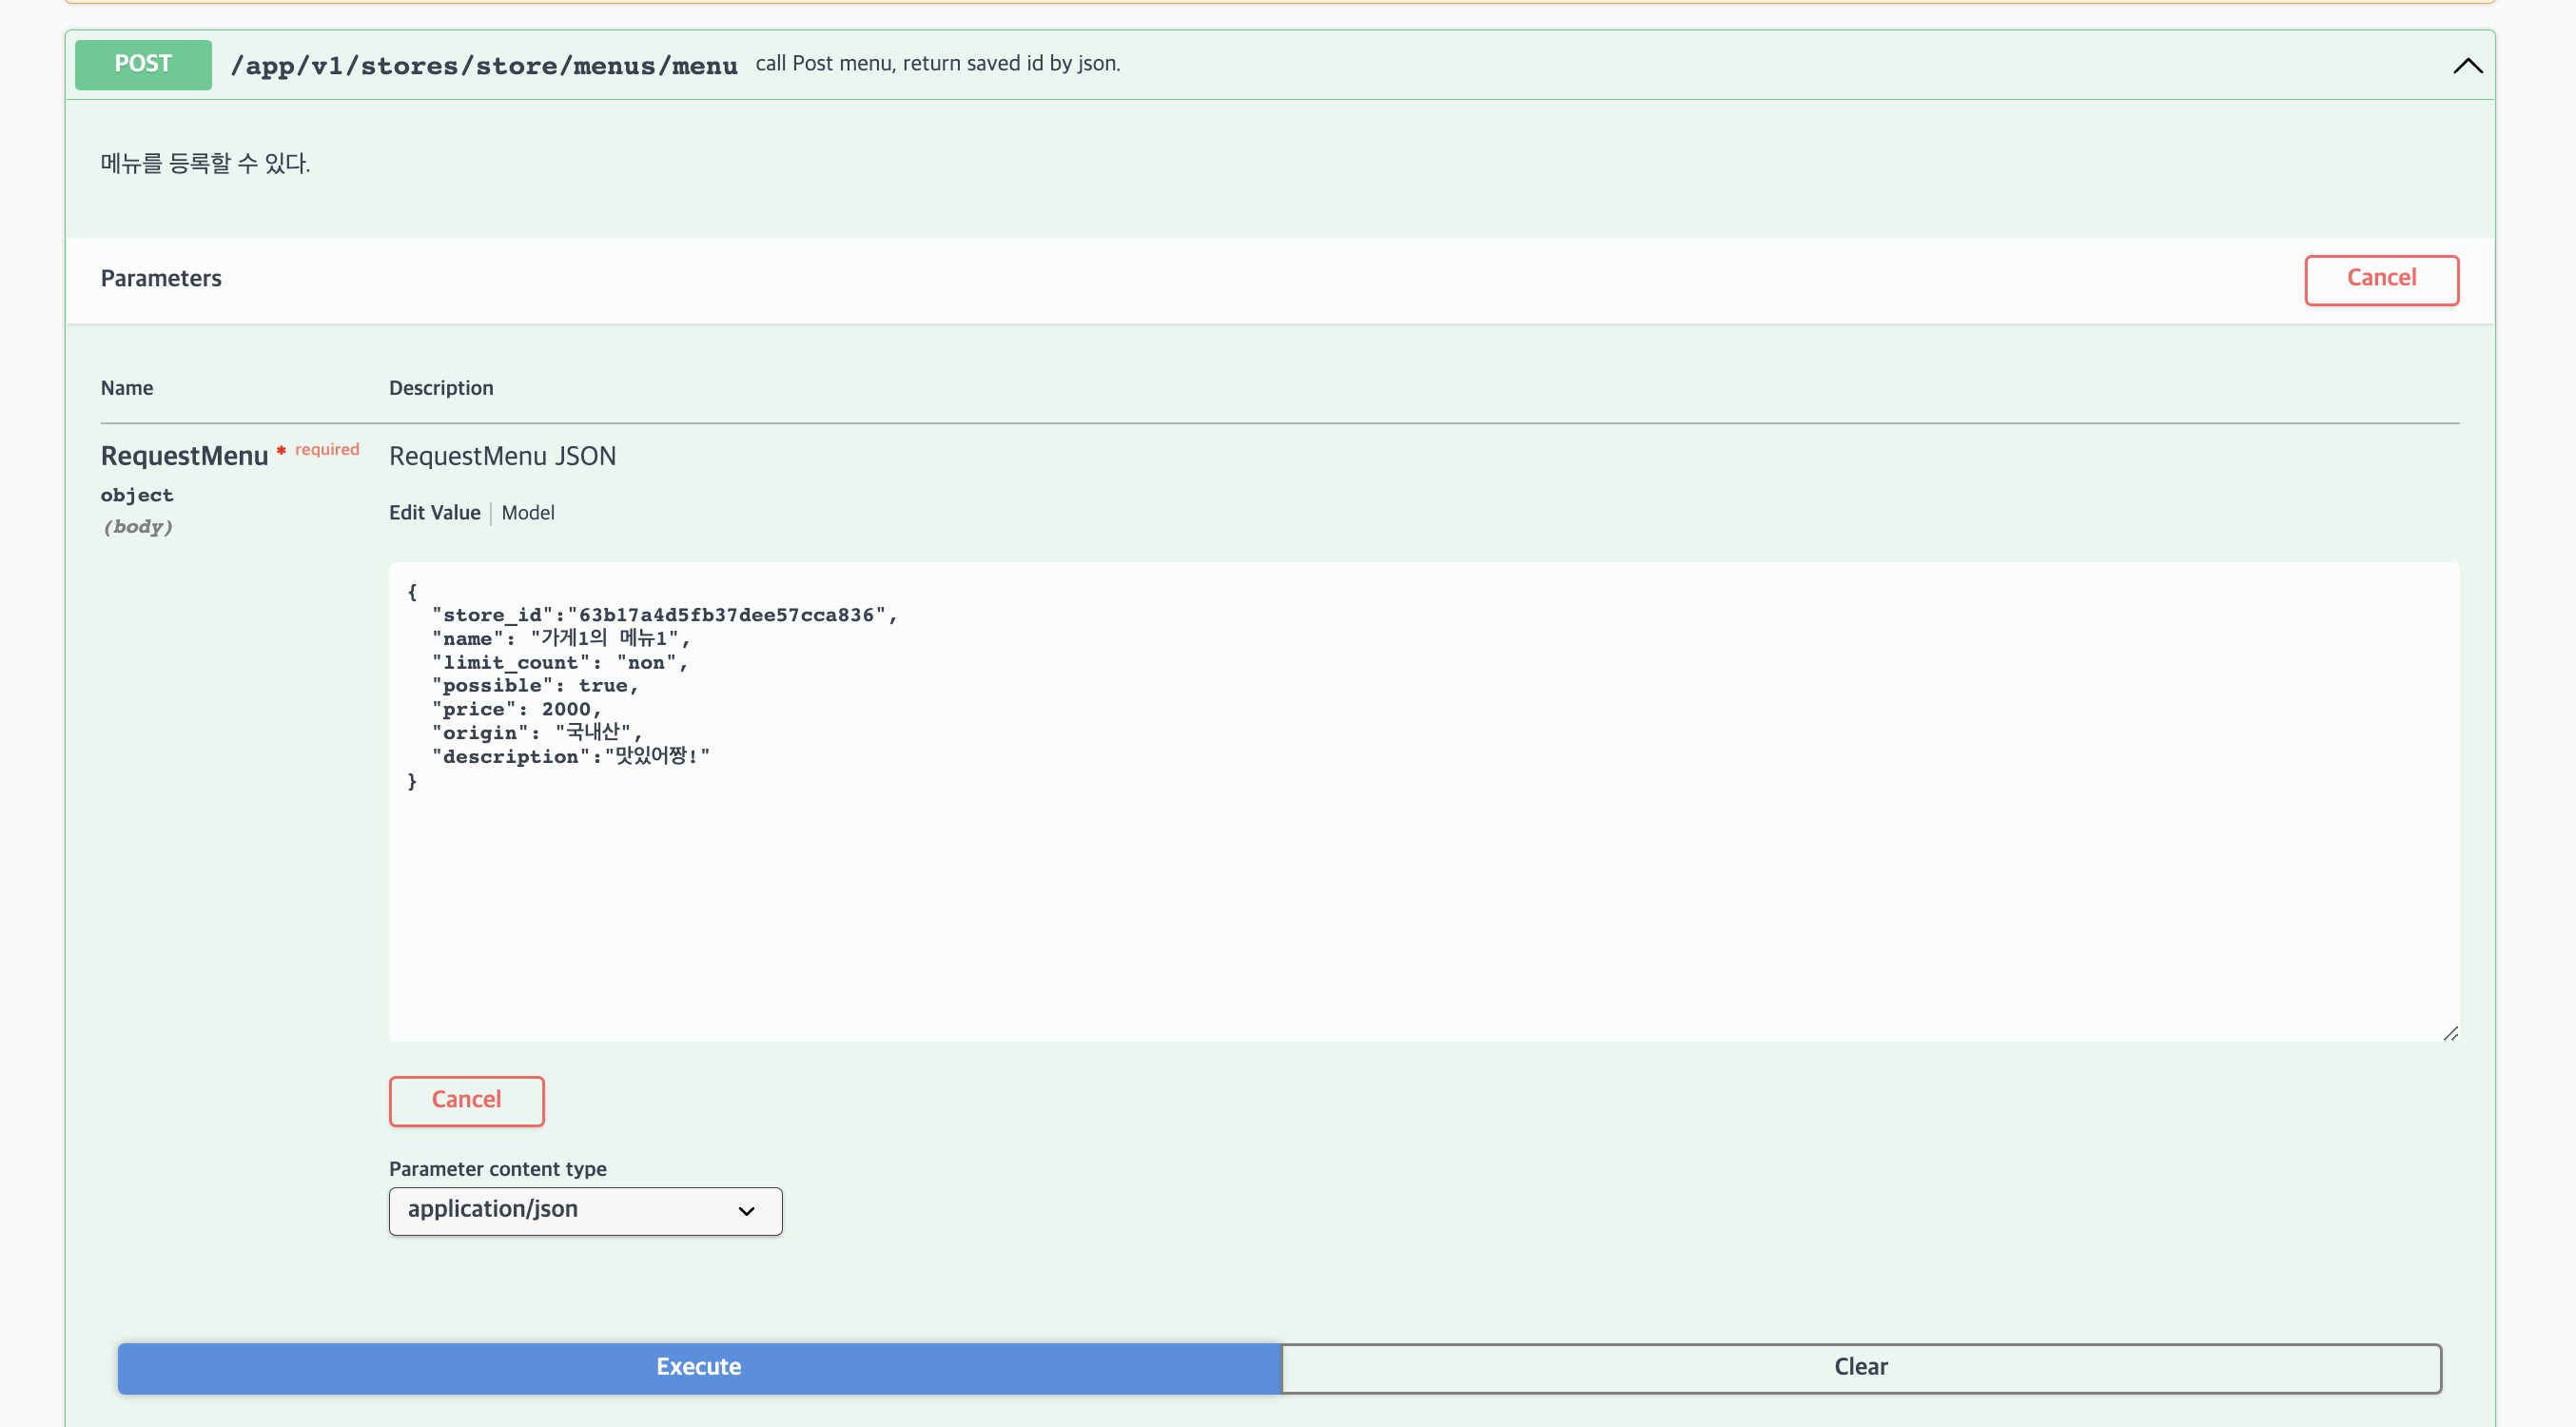 POST /app/v1/stores/store/menus/menu call Post menu, return saved id by json.
메뉴를 등록할 수 있다.
Parameters Cancel
Name Description
RequestMenu * required RequestMenu JSON
object
(body)
Edit Value | Model
{
"store_id":"63b17a4d5fb37dee57cca836",
"name": "가게1의 메뉴1",
"limit_count": "non",
"possible": true,
"price": 2000,
"origin": "국내산",
"description":"맛있어짱!"
}
Cancel
Parameter content type
application/json
Execute Clear